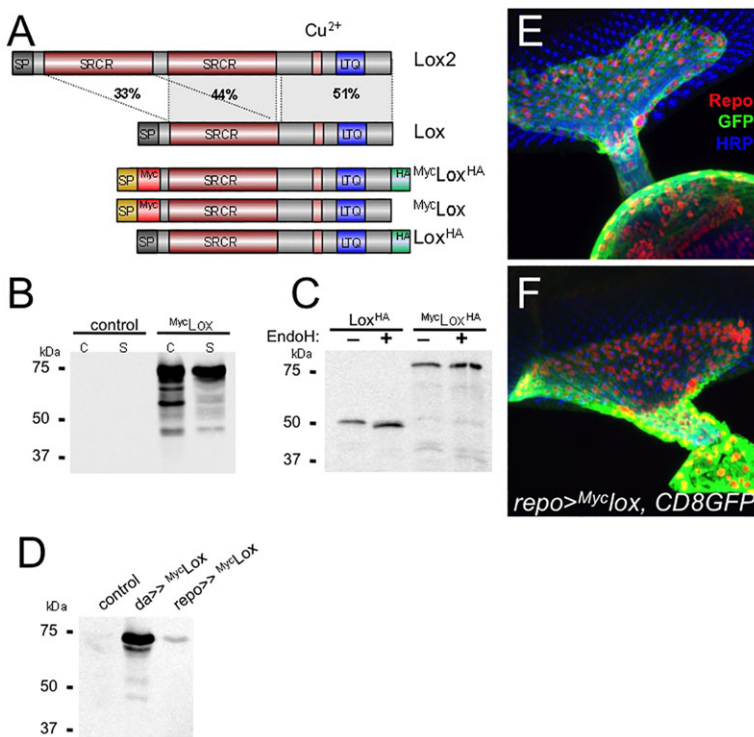 A
Cu2+
SP SRCR SRCR LTQ Lox2
33% 44% 51%
SP SRCR LTQ Lox
SP Myc SRCR LTQ HA MycLoxHA
SP Myc SRCR LTQ MycLox
SP SRCR LTQ HA LoxHA
B
control MycLox
kDa C S C S
75
50
37
C
LoxHA MycLoxHA
EndoH: – + – +
kDa
75
50
37
D
control da>>MycLox repo>>MycLox
kDa
75
50
37
E
Repo
GFP
HRP
F
repo>Myclox, CD8GFP